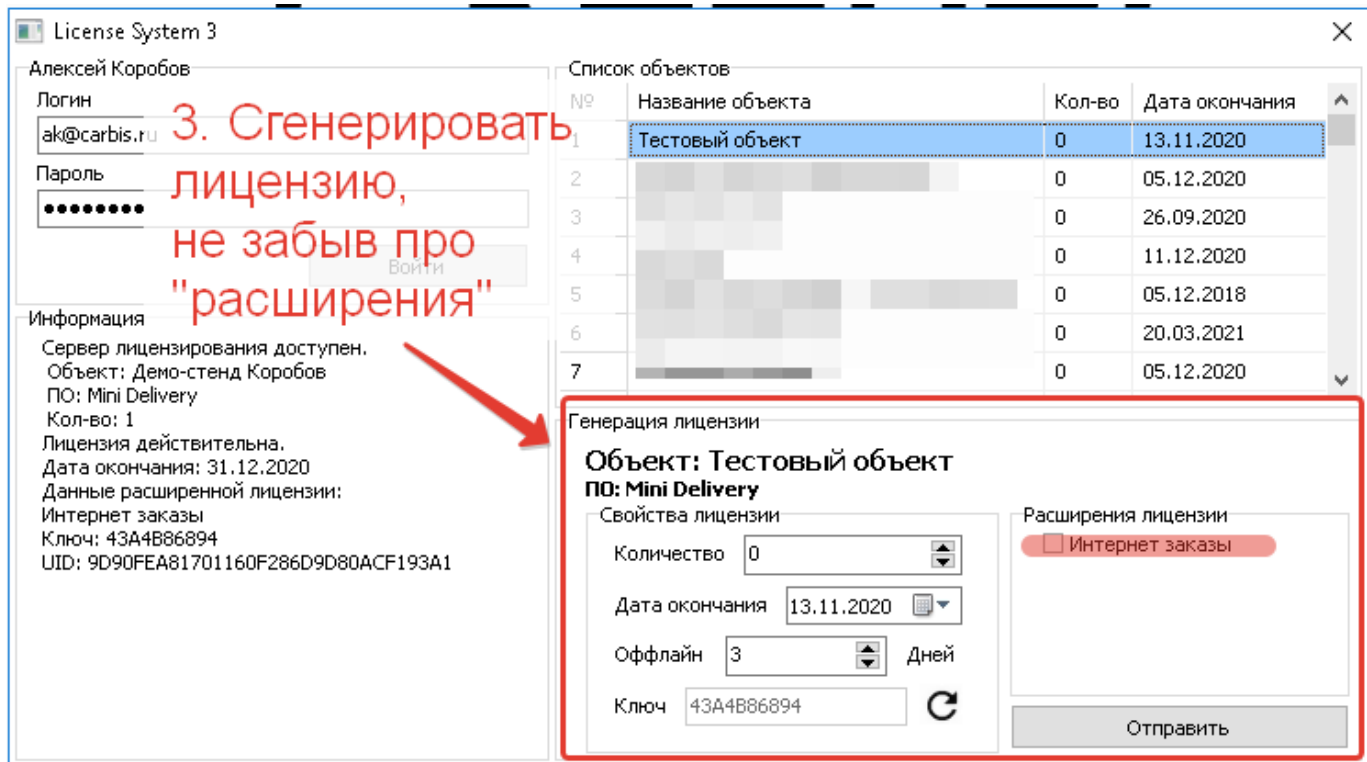 License System 3
Алексей Коробов
Логин
ak@carbis.ru
Пароль
Войти
3. Сгенерировать
лицензию,
не забыв про
"расширения"
Информация
Сервер лицензирования доступен.
Объект: Демо-стенд Коробов
ПО: Mini Delivery
Кол-во: 1
Лицензия действительна.
Дата окончания: 31.12.2020
Данные расширенной лицензии:
Интернет заказы
Ключ: 43A4B86894
UID: 9D90FEA81701160F286D9D80ACF193A1
Список объектов
№ Название объекта Кол-во Дата окончания
1 Тестовый объект 0 13.11.2020
2 0 05.12.2020
3 0 26.09.2020
4 0 11.12.2020
5 0 05.12.2018
6 0 20.03.2021
7 0 05.12.2020
Генерация лицензии
Объект: Тестовый объект
ПО: Mini Delivery
Свойства лицензии
Количество 0
Дата окончания 13.11.2020
Оффлайн 3 Дней
Ключ 43A4B86894
Расширения лицензии
Интернет заказы
Отправить